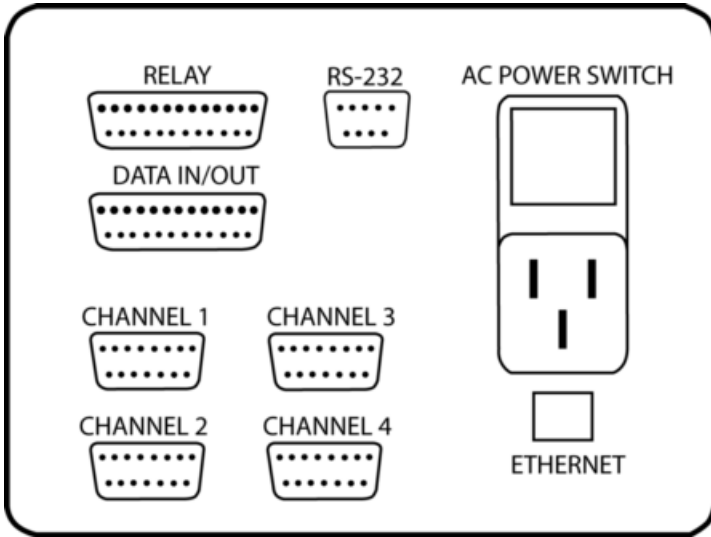 RELAY
RS-232
AC POWER SWITCH
DATA IN/OUT
CHANNEL 1
CHANNEL 3
CHANNEL 2
CHANNEL 4
ETHERNET